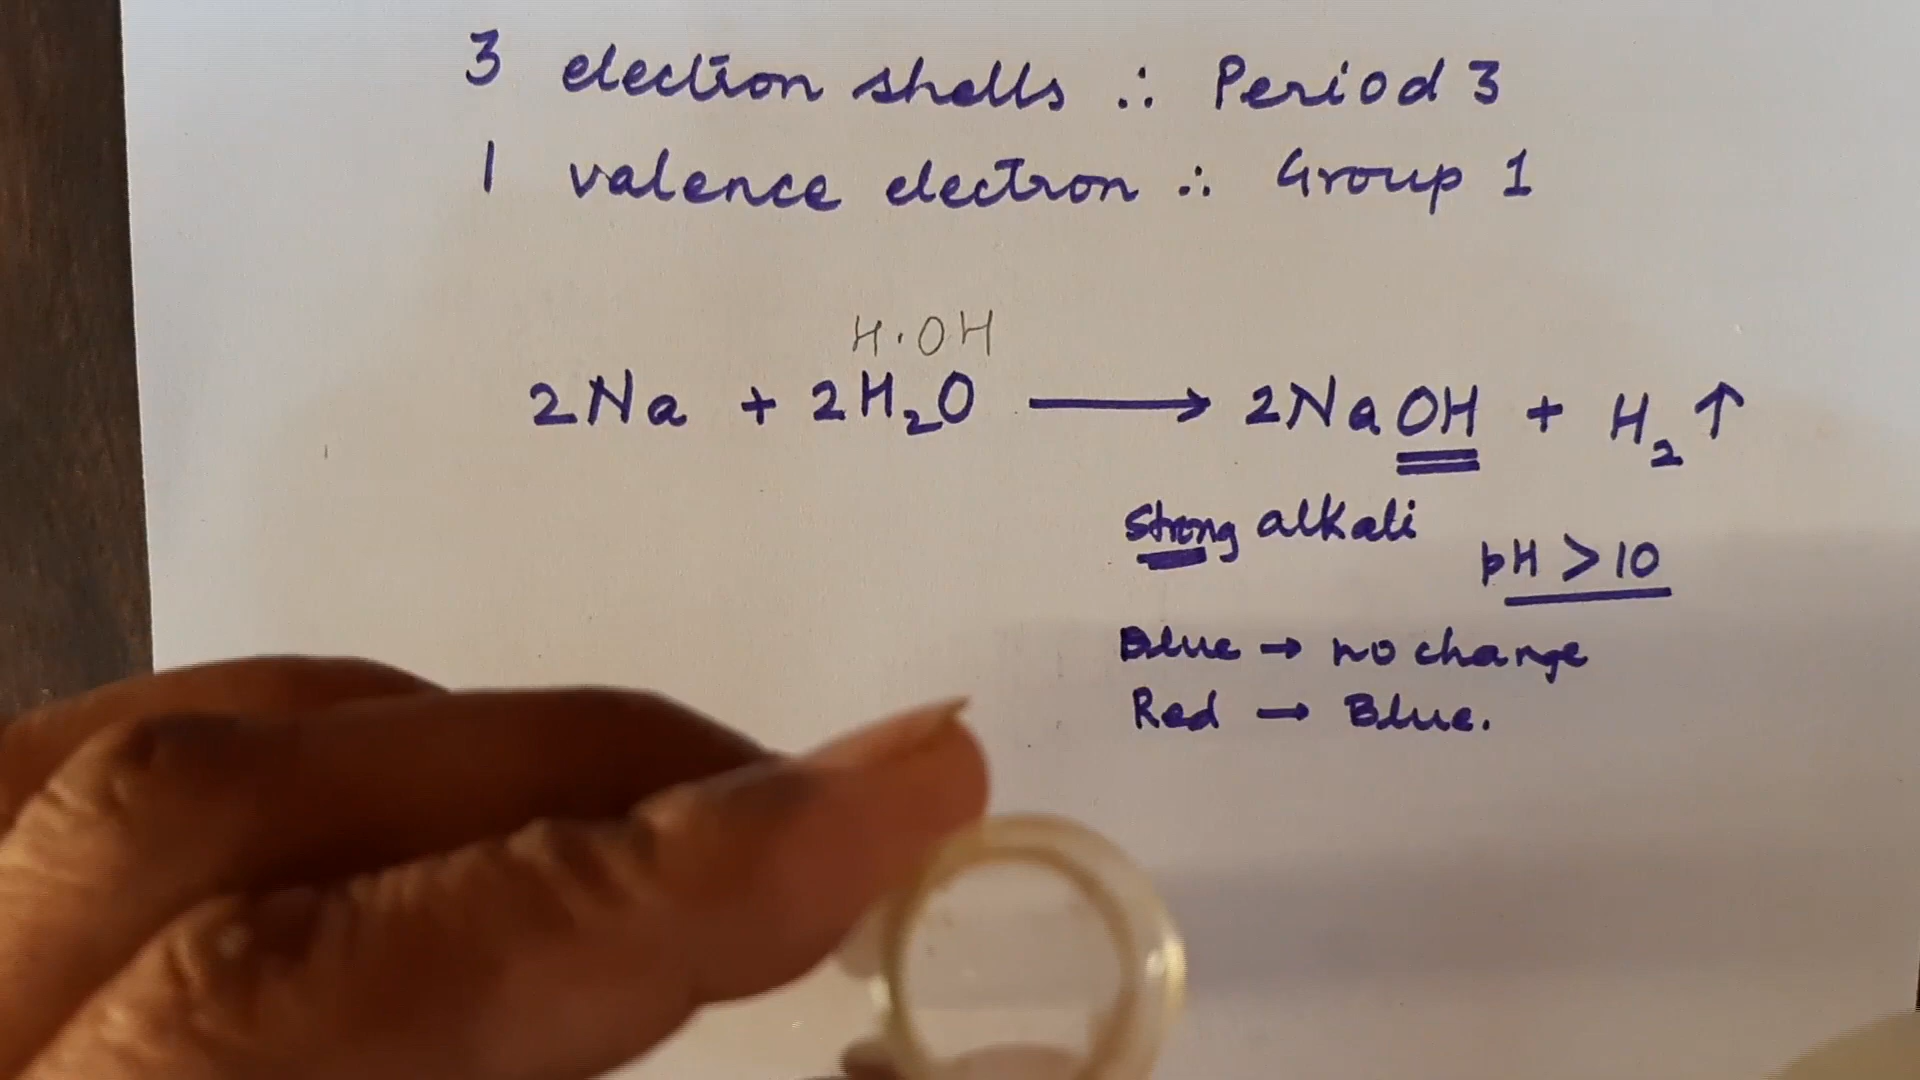 3 electron shells ∴ Period 3
1 valence electron ∴ Group 1
H.OH
2Na + 2H₂O ⟶ 2NaOH + H₂↑
Strong alkali
pH > 10
Blue → no change
Red → Blue.